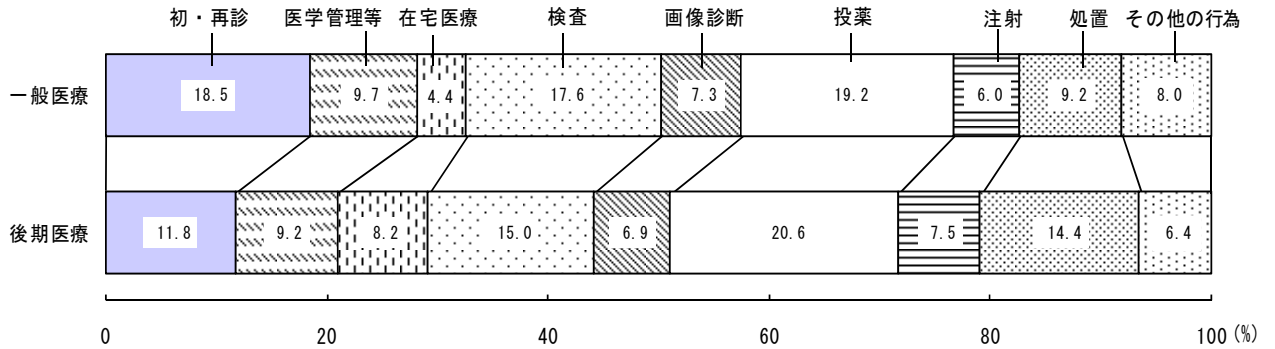 初・再診 医学管理等 在宅医療 検査 画像診断 投薬 注射 処置 その他の行為
一般医療 18.5 9.7 4.4 17.6 7.3 19.2 6.0 9.2 8.0
後期医療 11.8 9.2 8.2 15.0 6.9 20.6 7.5 14.4 6.4
0 20 40 60 80 100 (%)